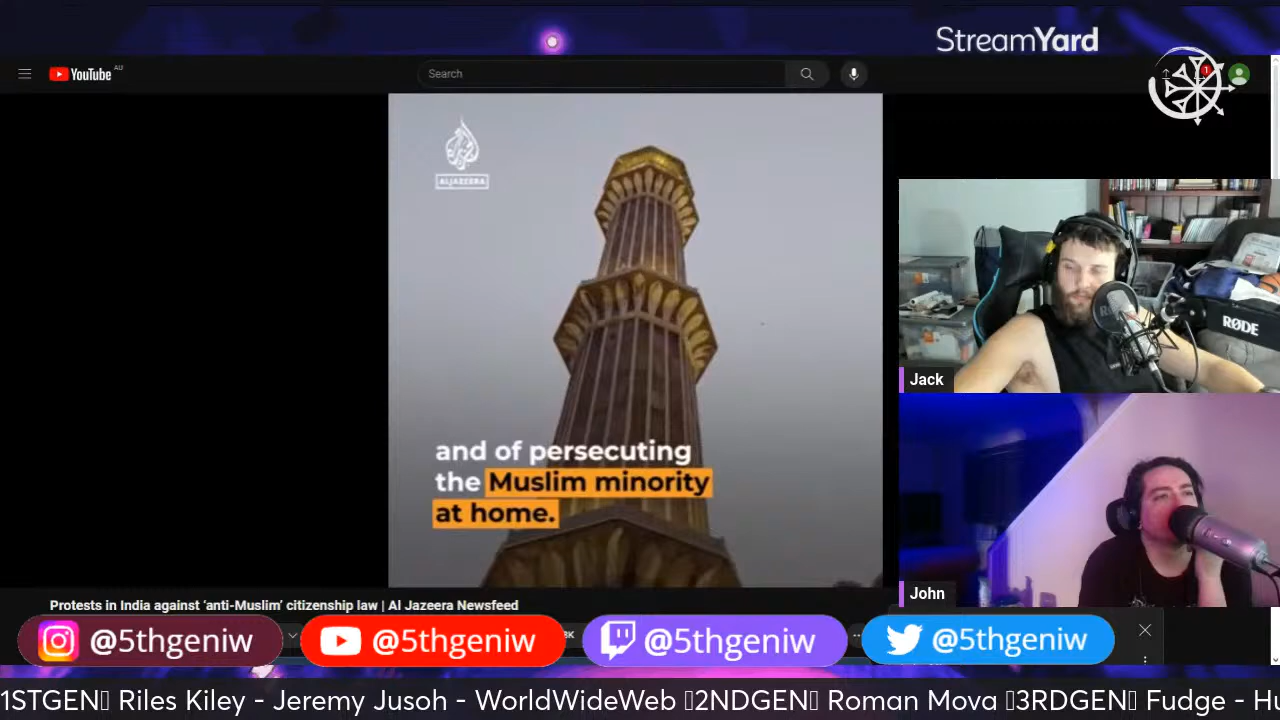 StreamYard
YouTube AU
Search
1
ALJAZEERA
and of persecuting
the Muslim minority
at home.
RØDE
Jack
John
Protests in India against 'anti-Muslim' citizenship law | Al Jazeera Newsfeed
@5thgeniw
@5thgeniw
@5thgeniw
@5thgeniw
1STGEN Riles Kiley - Jeremy Jusoh - WorldWideWeb 2NDGEN Roman Mova 3RDGEN Fudge - Hu